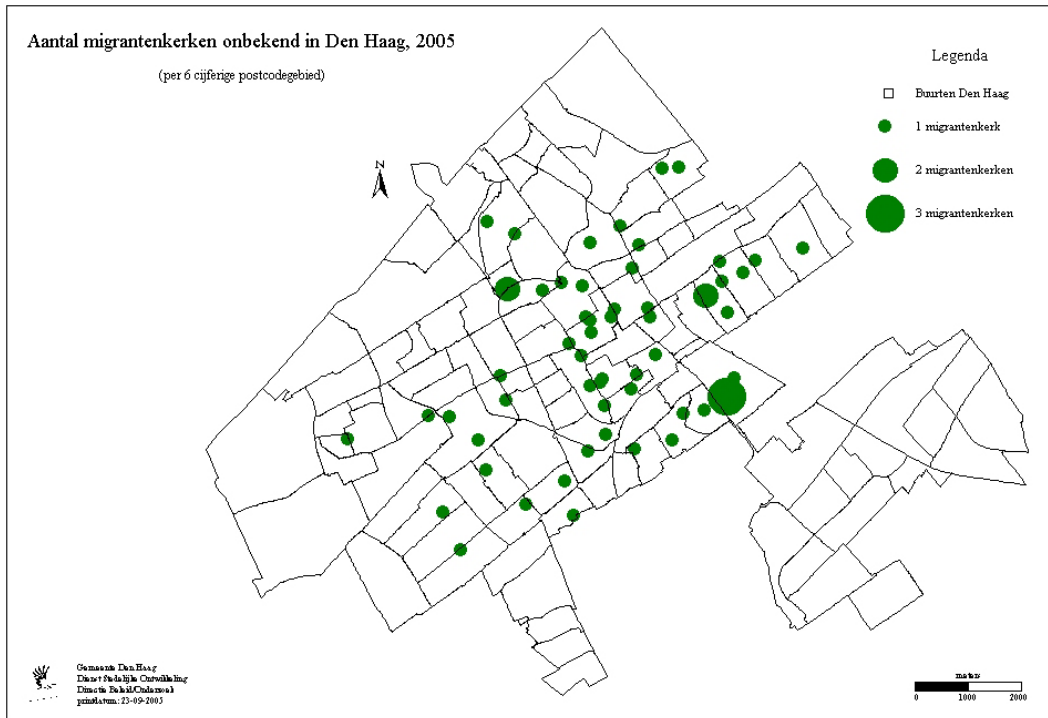 Aantal migrantenkerken onbekend in Den Haag, 2005
(per 6 cijferige postcodegebied)
Legenda
Buurten Den Haag
1 migrantenkerk
2 migrantenkerken
3 migrantenkerken
N
Gemeente Den Haag
Dienst Stedelijke Ontwikkeling
Directie Beleid/Onderzoek
printdatum: 23-09-2005
meters
0 1000 2000